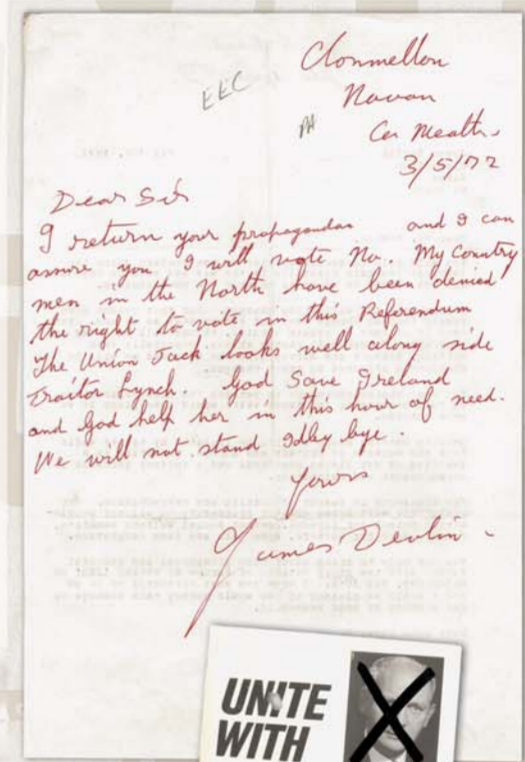 Clonmellon
EEC
Navan
Co Meath
3/5/72
Dear Sir
I return your propagandas and I can
assure you I will vote No. My Country
men in the North have been denied
the right to vote in this Referendum
The Union Jack looks well along side
Traitor Lynch. God Save Ireland
and God help her in this hour of need.
We will not stand Idley bye.
Yours
James Devlin
UNITE
WITH